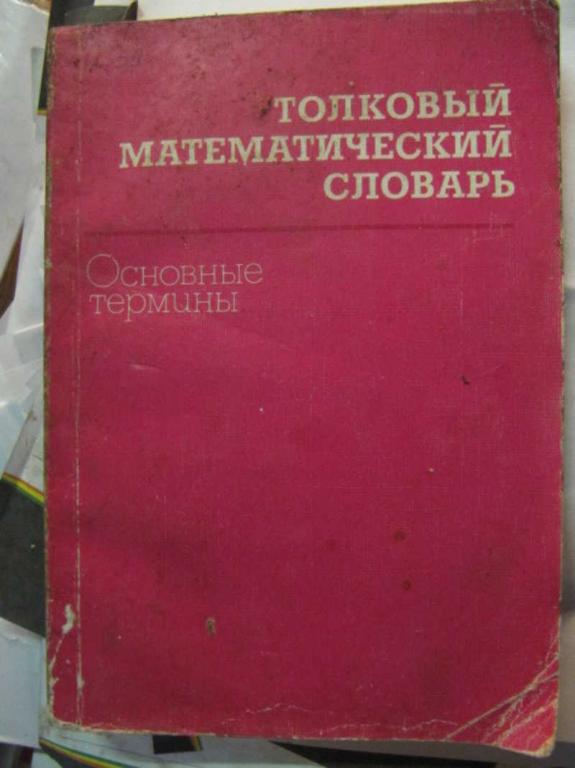 ТОЛКОВЫЙ
МАТЕМАТИЧЕСКИЙ
СЛОВАРЬ
Основные
термины